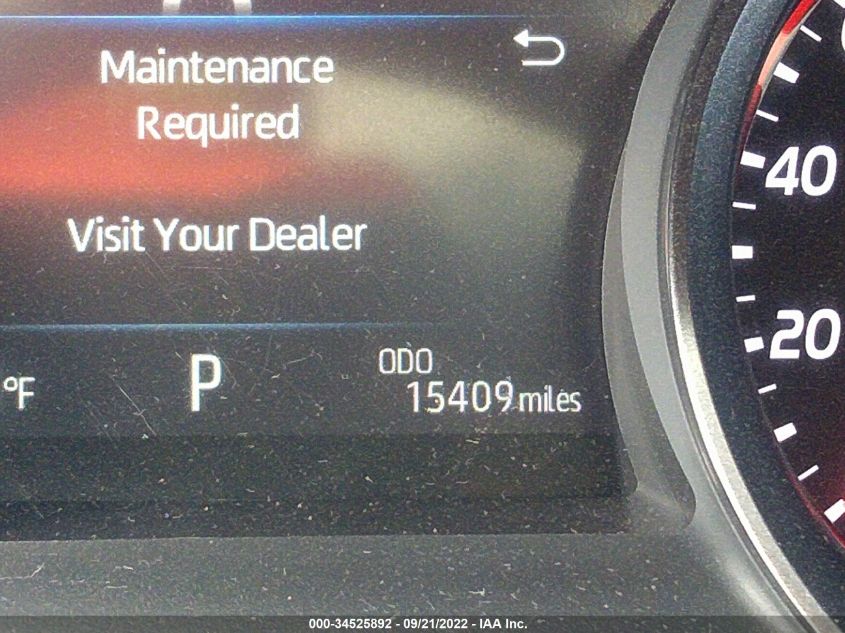 Maintenance
Required
Visit Your Dealer
40
20
°F
P
ODO
15409 miles
000-34525892 - 09/21/2022 - IAA Inc.